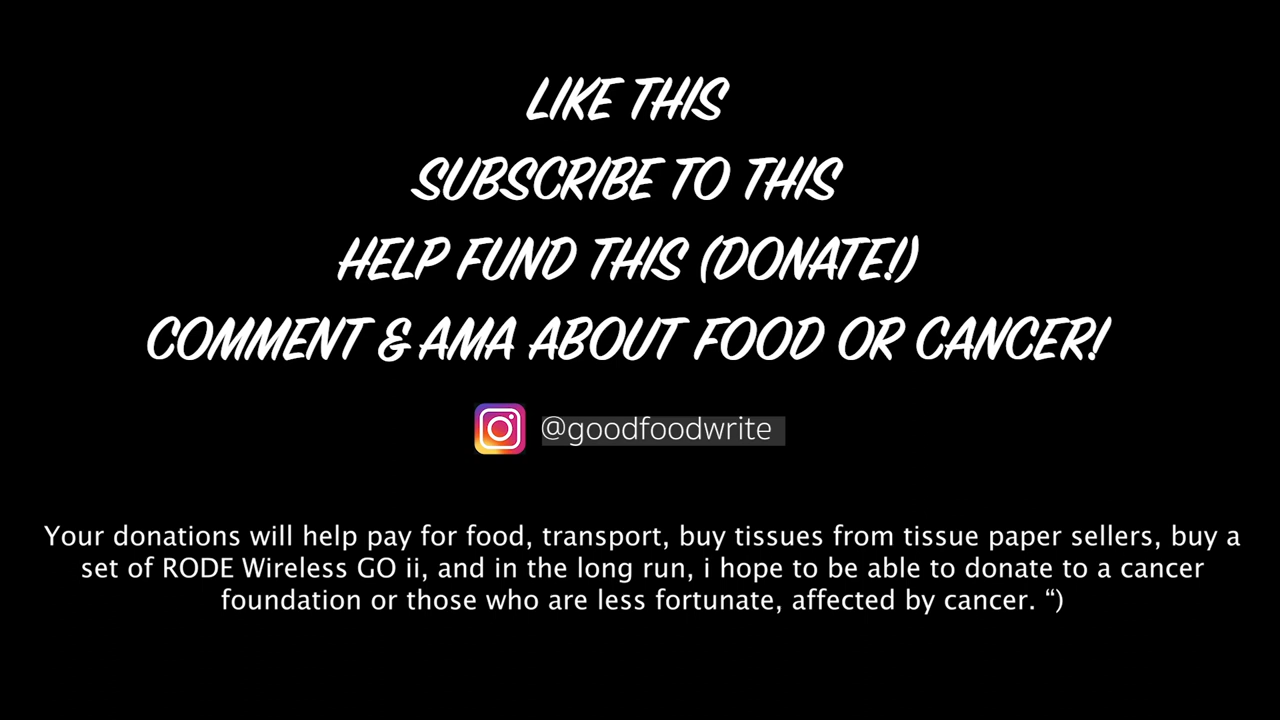 LIKE THIS
SUBSCRIBE TO THIS
HELP FUND THIS (DONATE!)
COMMENT & AMA ABOUT FOOD OR CANCER!
@goodfoodwrite
Your donations will help pay for food, transport, buy tissues from tissue paper sellers, buy a
set of RODE Wireless GO ii, and in the long run, i hope to be able to donate to a cancer
foundation or those who are less fortunate, affected by cancer. “)